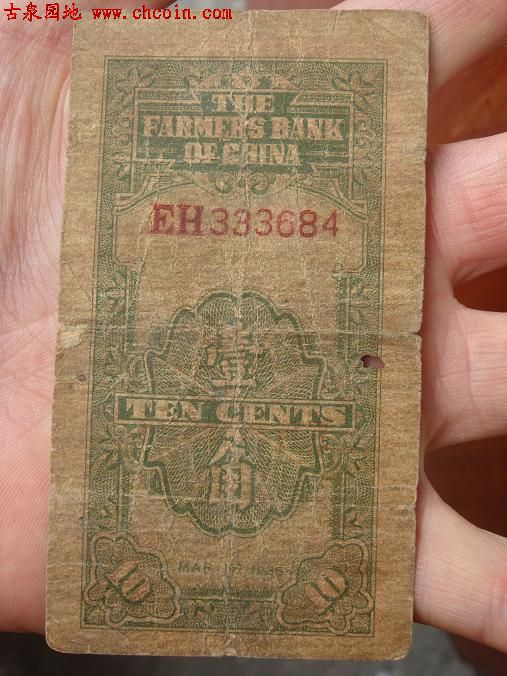 古泉园地 www.chcoin.com
THE
FARMERS BANK
OF CHINA
EH333684
壹
TEN CENTS
角
MAR 1ST 1935
10 10